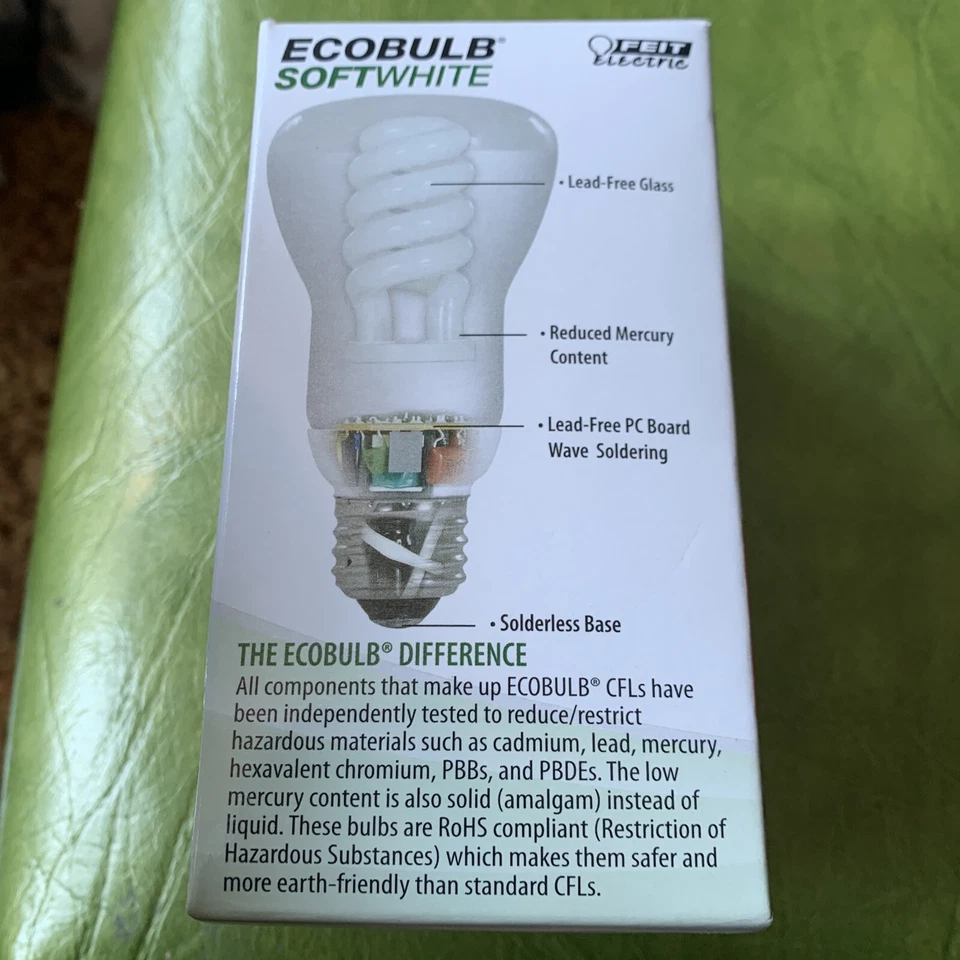 ECOBULB®
SOFTWHITE
FEIT
electric
• Lead-Free Glass
• Reduced Mercury
Content
• Lead-Free PC Board
Wave Soldering
• Solderless Base
THE ECOBULB® DIFFERENCE
All components that make up ECOBULB® CFLs have
been independently tested to reduce/restrict
hazardous materials such as cadmium, lead, mercury,
hexavalent chromium, PBBs, and PBDEs. The low
mercury content is also solid (amalgam) instead of
liquid. These bulbs are RoHS compliant (Restriction of
Hazardous Substances) which makes them safer and
more earth-friendly than standard CFLs.